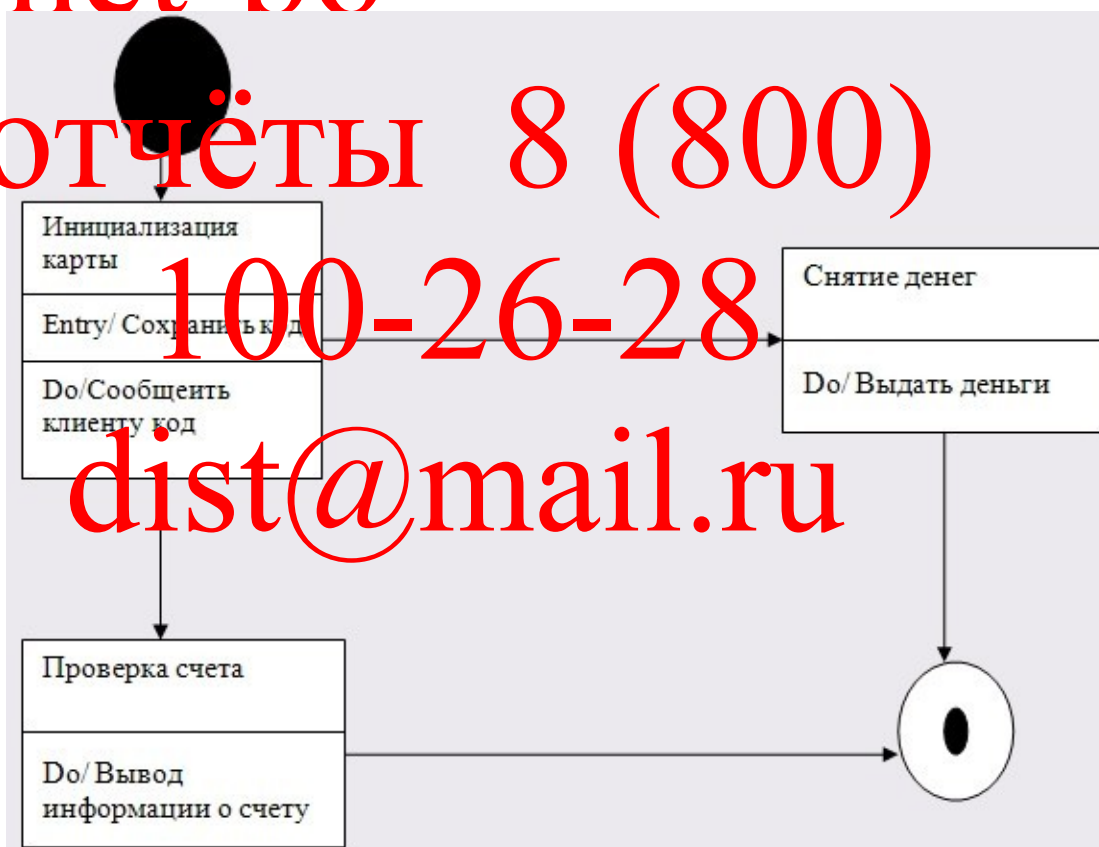 отчёты 8 (800)
100-26-28
dist@mail.ru
Инициализация
карты
Entry/ Сохранить код
Do/Сообщеить
клиенту код
Снятие денег
Do/ Выдать деньги
Проверка счета
Do/ Вывод
информации о счету